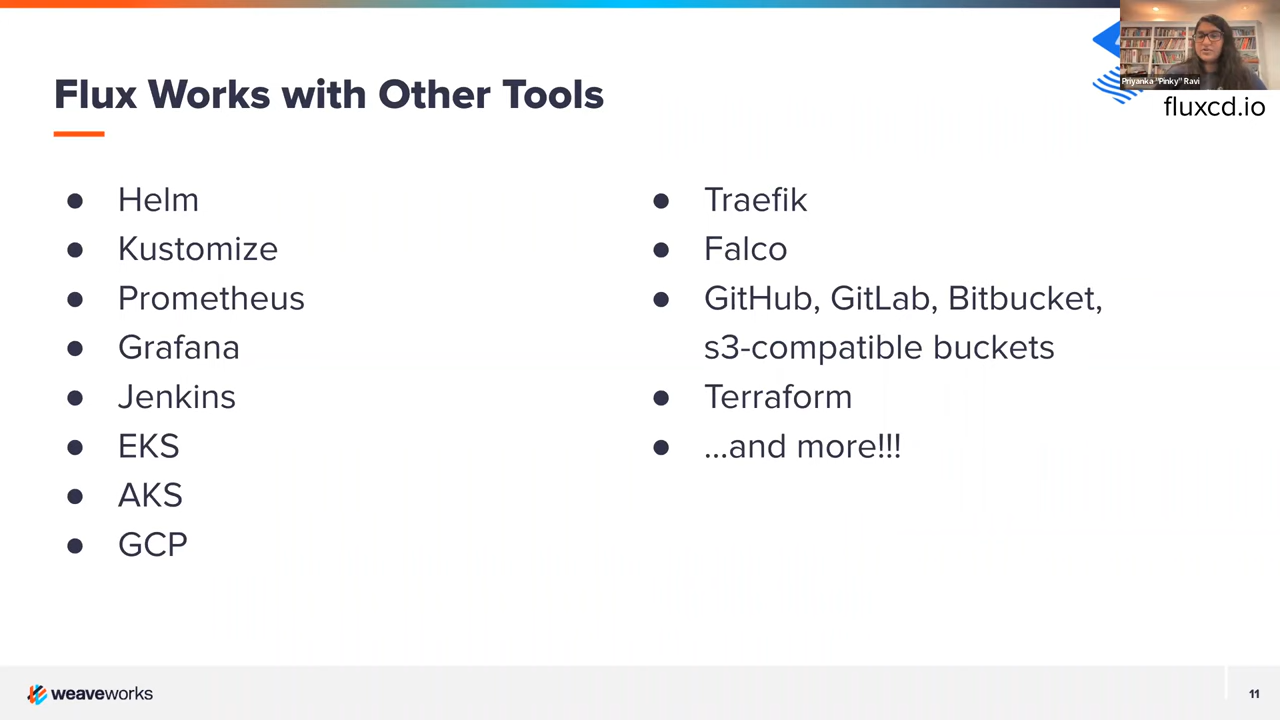 Flux Works with Other Tools
Priyanka "Pinky" Ravi
fluxcd.io
● Helm
● Kustomize
● Prometheus
● Grafana
● Jenkins
● EKS
● AKS
● GCP
● Traefik
● Falco
● GitHub, GitLab, Bitbucket,
s3-compatible buckets
● Terraform
● ...and more!!!
weaveworks
11